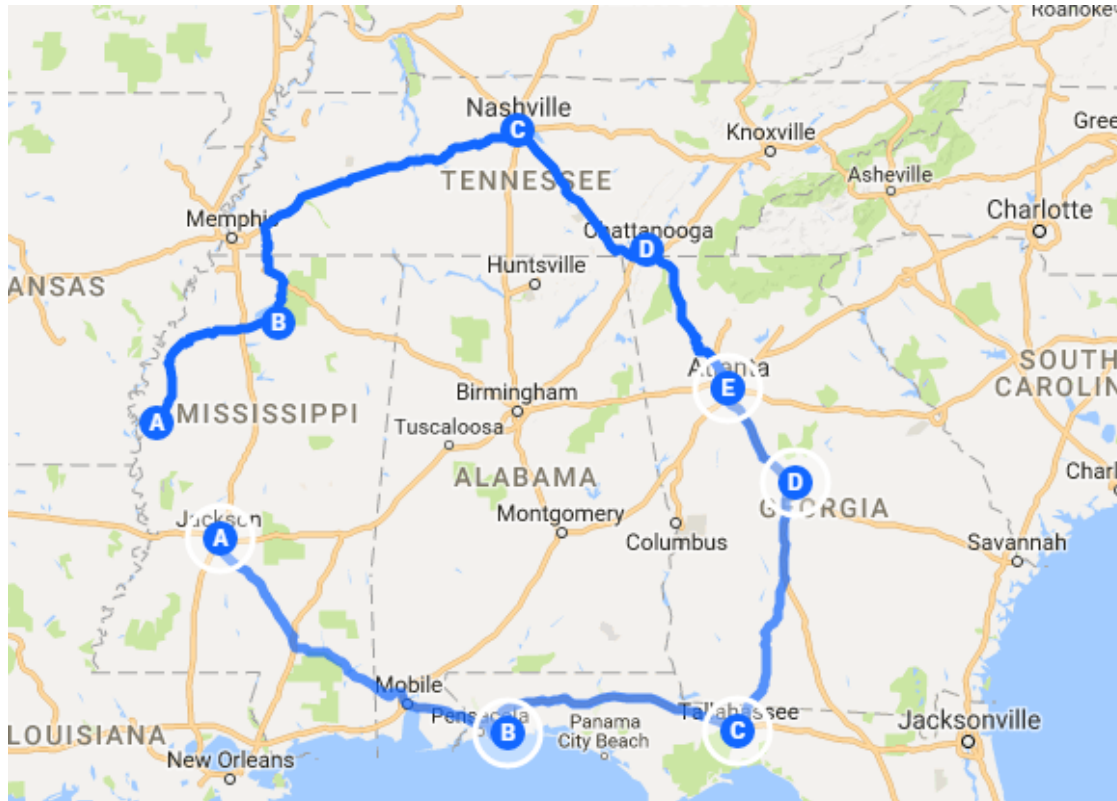 Roanoke
Nashville
C
Knoxville
Gree
TENNESSEE
Asheville
Memphis
Charlotte
Chattanooga
D
Huntsville
ANSAS
B
Atlanta
E
SOUTH
CAROLIN
Birmingham
A
MISSISSIPPI
Tuscaloosa
ALABAMA
Charl
D
GEORGIA
Jackson
A
Montgomery
Columbus
Savannah
Mobile
Pensacola
B
Tallahassee
C
Panama
City Beach
Jacksonville
LOUISIANA
New Orleans